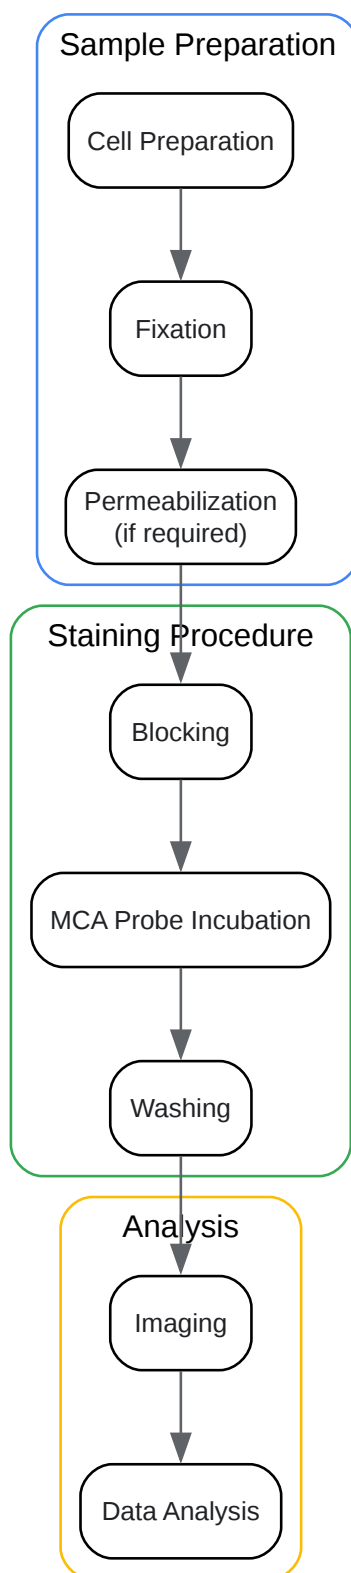 Sample Preparation
Cell Preparation
Fixation
Permeabilization
(if required)
Staining Procedure
Blocking
MCA Probe Incubation
Washing
Analysis
Imaging
Data Analysis